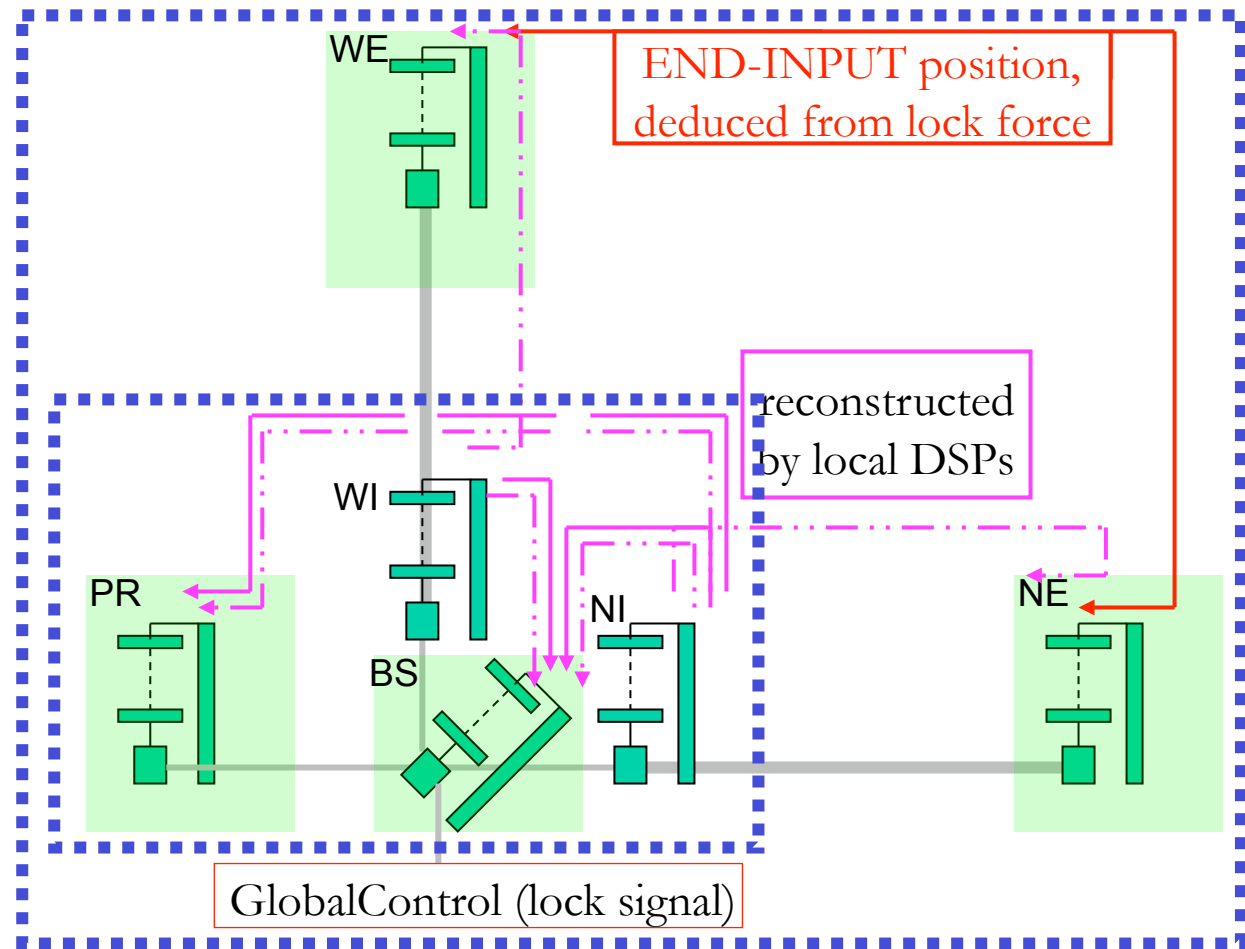 WE
END-INPUT position,
deduced from lock force
reconstructed
by local DSPs
WI
PR
NI
NE
BS
GlobalControl (lock signal)